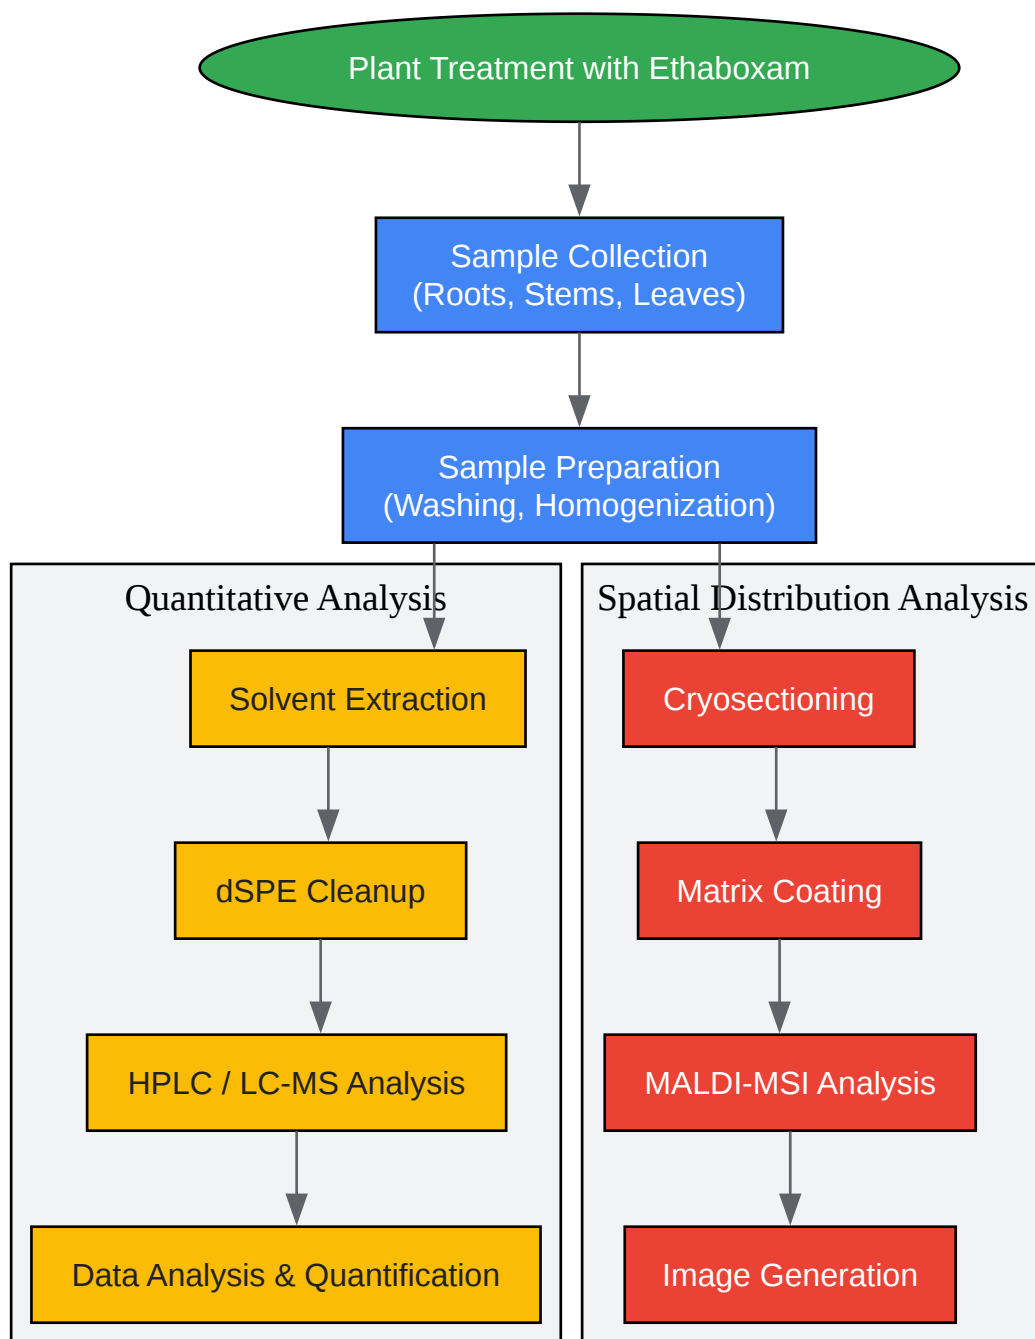 Plant Treatment with Ethaboxam
Sample Collection
(Roots, Stems, Leaves)
Sample Preparation
(Washing, Homogenization)
Quantitative Analysis
Solvent Extraction
dSPE Cleanup
HPLC / LC-MS Analysis
Data Analysis & Quantification
Spatial Distribution Analysis
Cryosectioning
Matrix Coating
MALDI-MSI Analysis
Image Generation